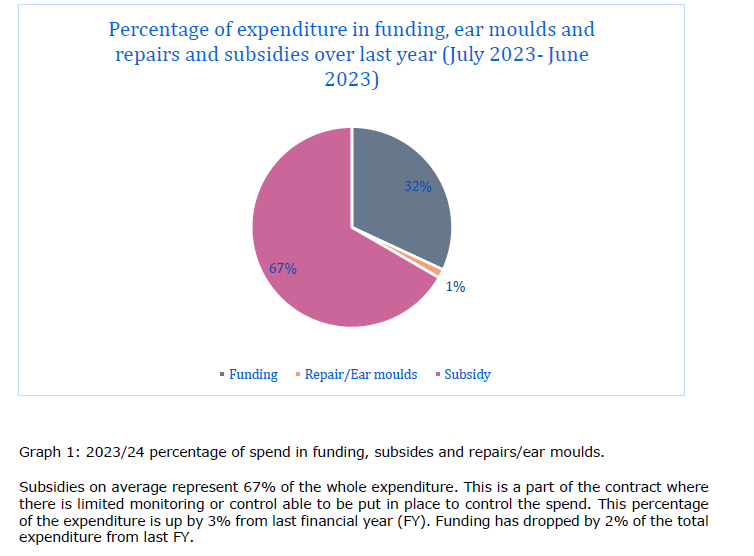 Percentage of expenditure in funding, ear moulds and
repairs and subsidies over last year (July 2023- June
2023)
32%
67%
1%
Funding Repair/Ear moulds Subsidy
Graph 1: 2023/24 percentage of spend in funding, subsides and repairs/ear moulds.
Subsidies on average represent 67% of the whole expenditure. This is a part of the contract where
there is limited monitoring or control able to be put in place to control the spend. This percentage
of the expenditure is up by 3% from last financial year (FY). Funding has dropped by 2% of the total
expenditure from last FY.